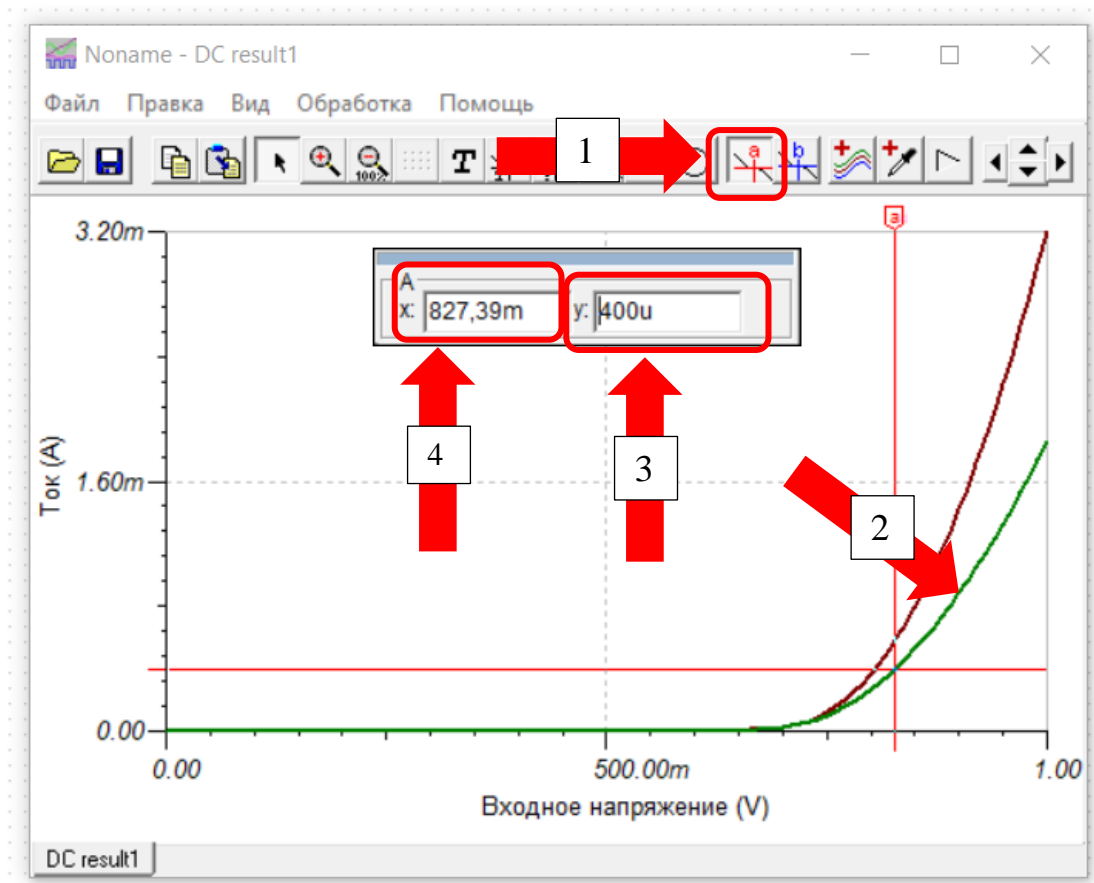 Noname - DC result1
Файл Правка Вид Обработка Помощь
1
100%
T
a
b
a
3.20m
A
x: 827,39m y: 400u
4
3
Ток (A)
1.60m
2
0.00
0.00 500.00m 1.00
Входное напряжение (V)
DC result1